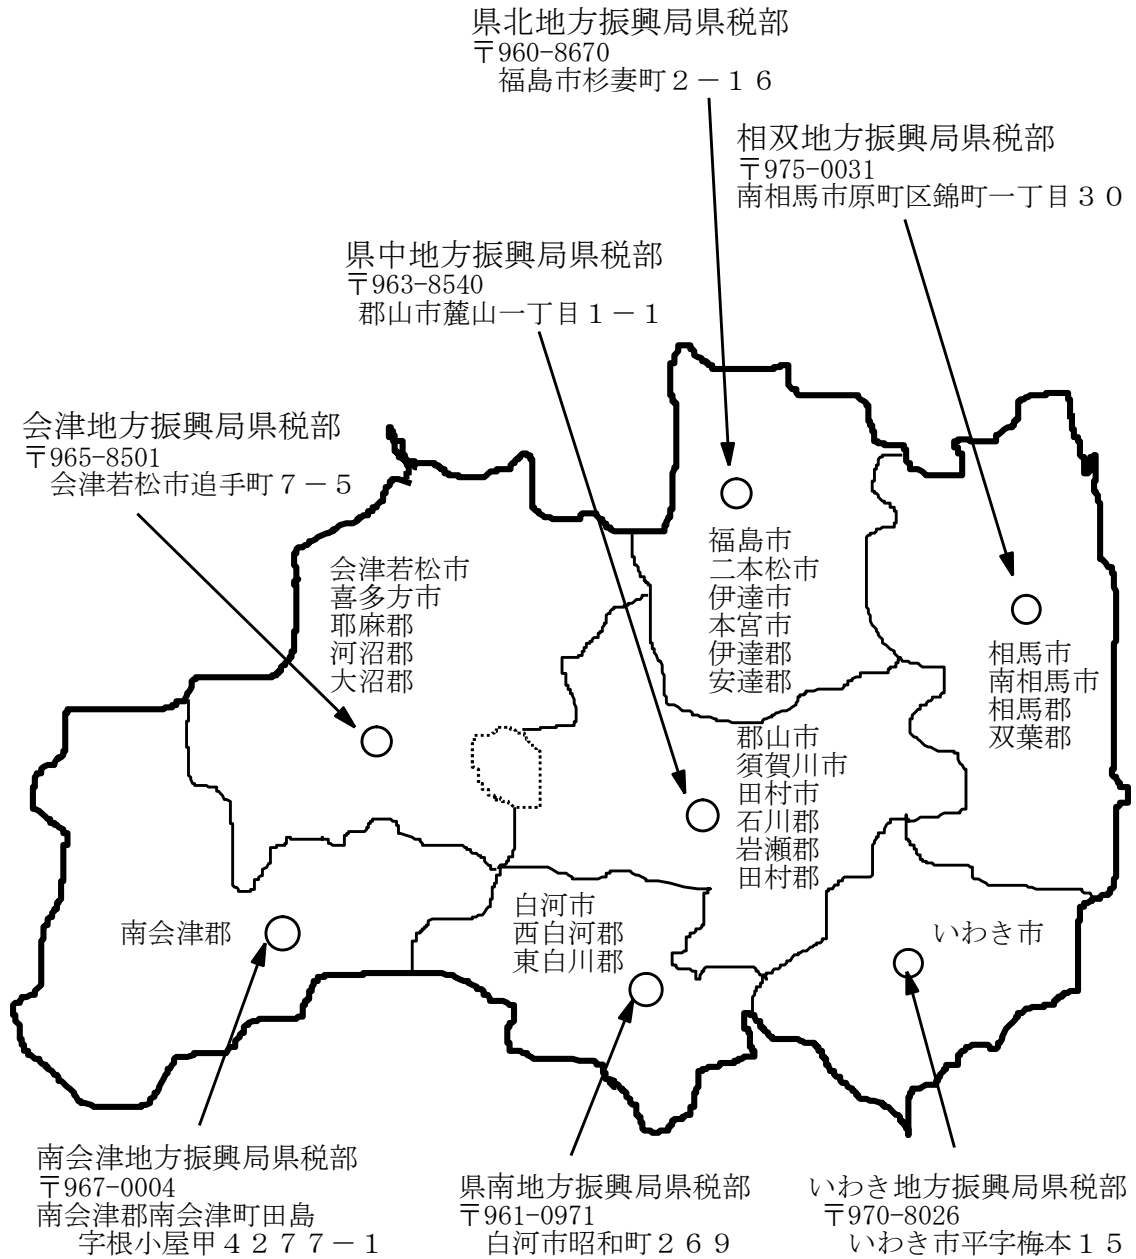 県北地方振興局県税部
〒960-8670
福島市杉妻町２－１６
相双地方振興局県税部
〒975-0031
南相馬市原町区錦町一丁目３０
県中地方振興局県税部
〒963-8540
郡山市麓山一丁目１－１
会津地方振興局県税部
〒965-8501
会津若松市追手町７－５
福島市
二本松市
伊達市
本宮市
伊達郡
安達郡
会津若松市
喜多方市
耶麻郡
河沼郡
大沼郡
相馬市
南相馬市
相馬郡
双葉郡
郡山市
須賀川市
田村市
石川郡
岩瀬郡
田村郡
南会津郡
白河市
西白河郡
東白川郡
いわき市
南会津地方振興局県税部
〒967-0004
南会津郡南会津町田島
字根小屋甲４２７７－１
県南地方振興局県税部
〒961-0971
白河市昭和町２６９
いわき地方振興局県税部
〒970-8026
いわき市平字梅本１５